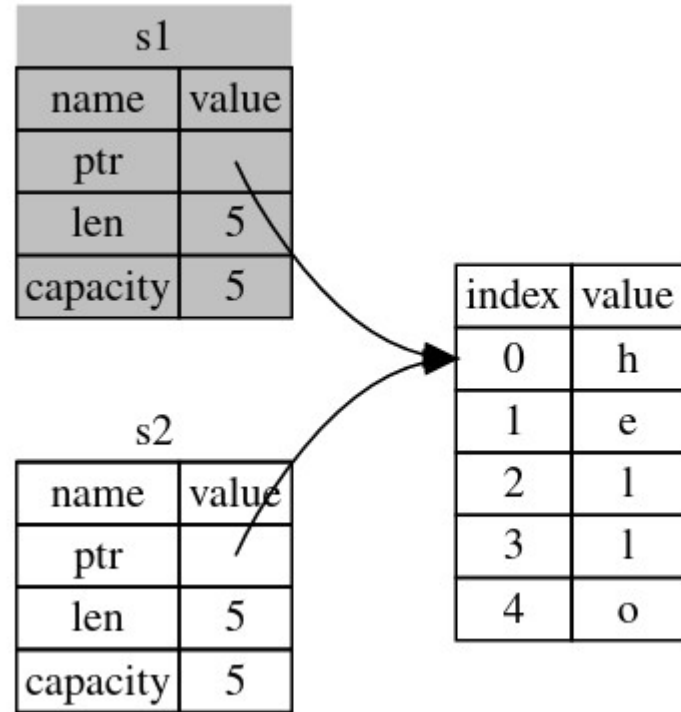 s1
name value
ptr
len 5
capacity 5
s2
name value
ptr
len 5
capacity 5
index value
0 h
1 e
2 l
3 l
4 o